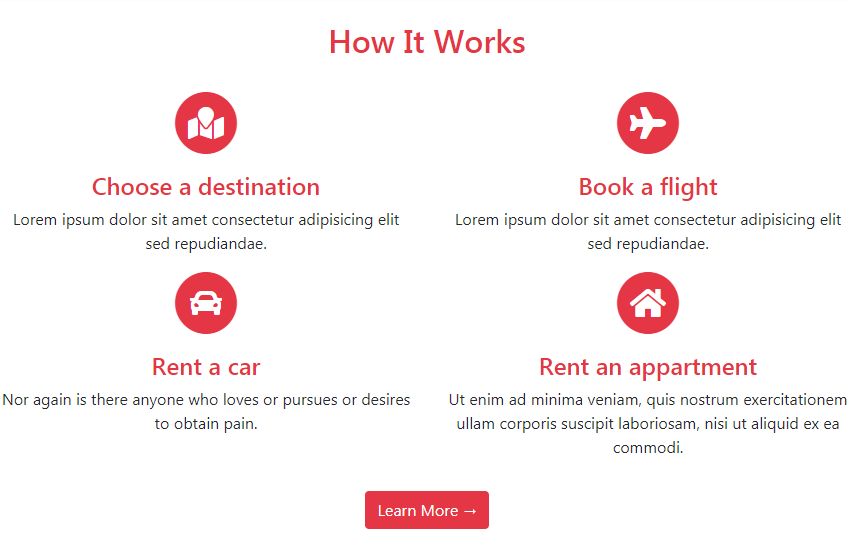 How It Works
Choose a destination
Lorem ipsum dolor sit amet consectetur adipisicing elit
sed repudiandae.
Book a flight
Lorem ipsum dolor sit amet consectetur adipisicing elit
sed repudiandae.
Rent a car
Nor again is there anyone who loves or pursues or desires
to obtain pain.
Rent an appartment
Ut enim ad minima veniam, quis nostrum exercitationem
ullam corporis suscipit laboriosam, nisi ut aliquid ex ea
commodi.
Learn More →